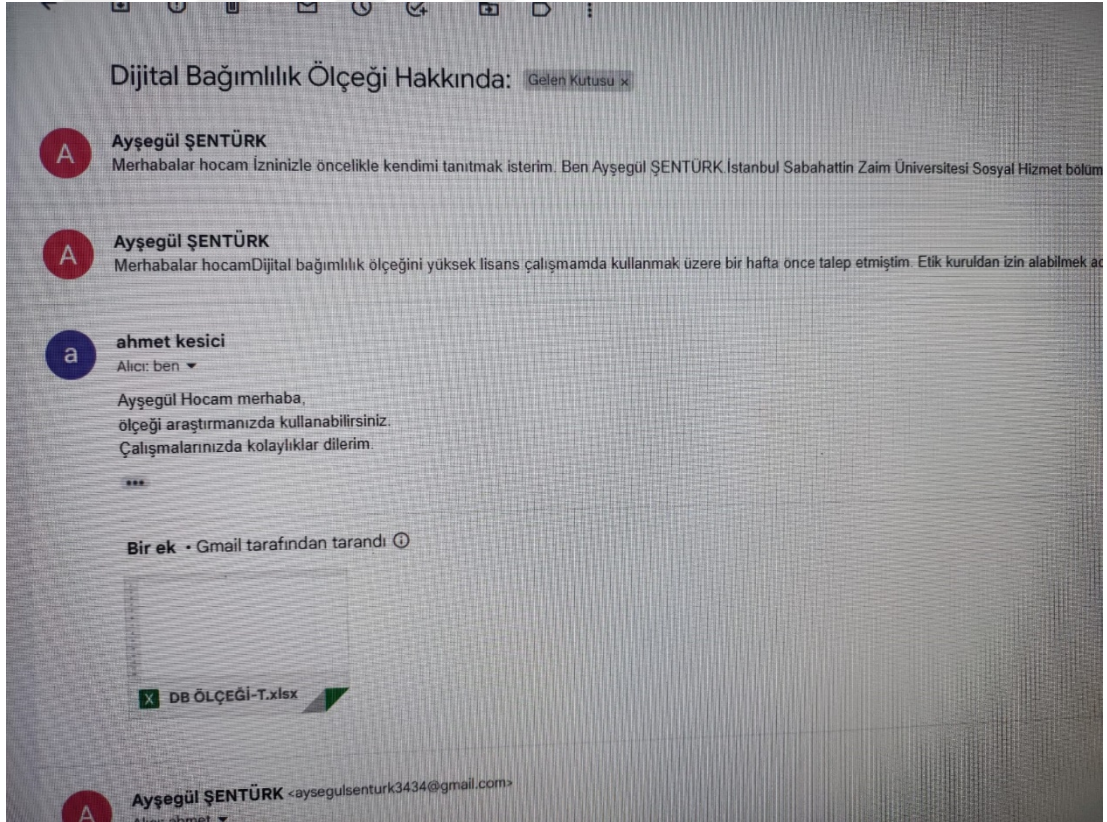 Dijital Bağımlılık Ölçeği Hakkında: Gelen Kutusu x
A
Ayşegül ŞENTÜRK
Merhabalar hocam İzninizle öncelikle kendimi tanıtmak isterim. Ben Ayşegül ŞENTÜRK İstanbul Sabahattin Zaim Üniversitesi Sosyal Hizmet bölüm
A
Ayşegül ŞENTÜRK
Merhabalar hocamDijital bağımlılık ölçeğini yüksek lisans çalışmamda kullanmak üzere bir hafta önce talep etmiştim. Etik kuruldan izin alabilmek
a
ahmet kesici
Alıcı: ben
Ayşegül Hocam merhaba,
ölçeği araştırmanızda kullanabilirsiniz.
Çalışmalarınızda kolaylıklar dilerim.
Bir ek • Gmail tarafından tarandı
X DB ÖLÇEĞİ-T.xlsx
A
Ayşegül ŞENTÜRK <aysegulsenturk3434@gmail.com>
Alıcı: ahmet